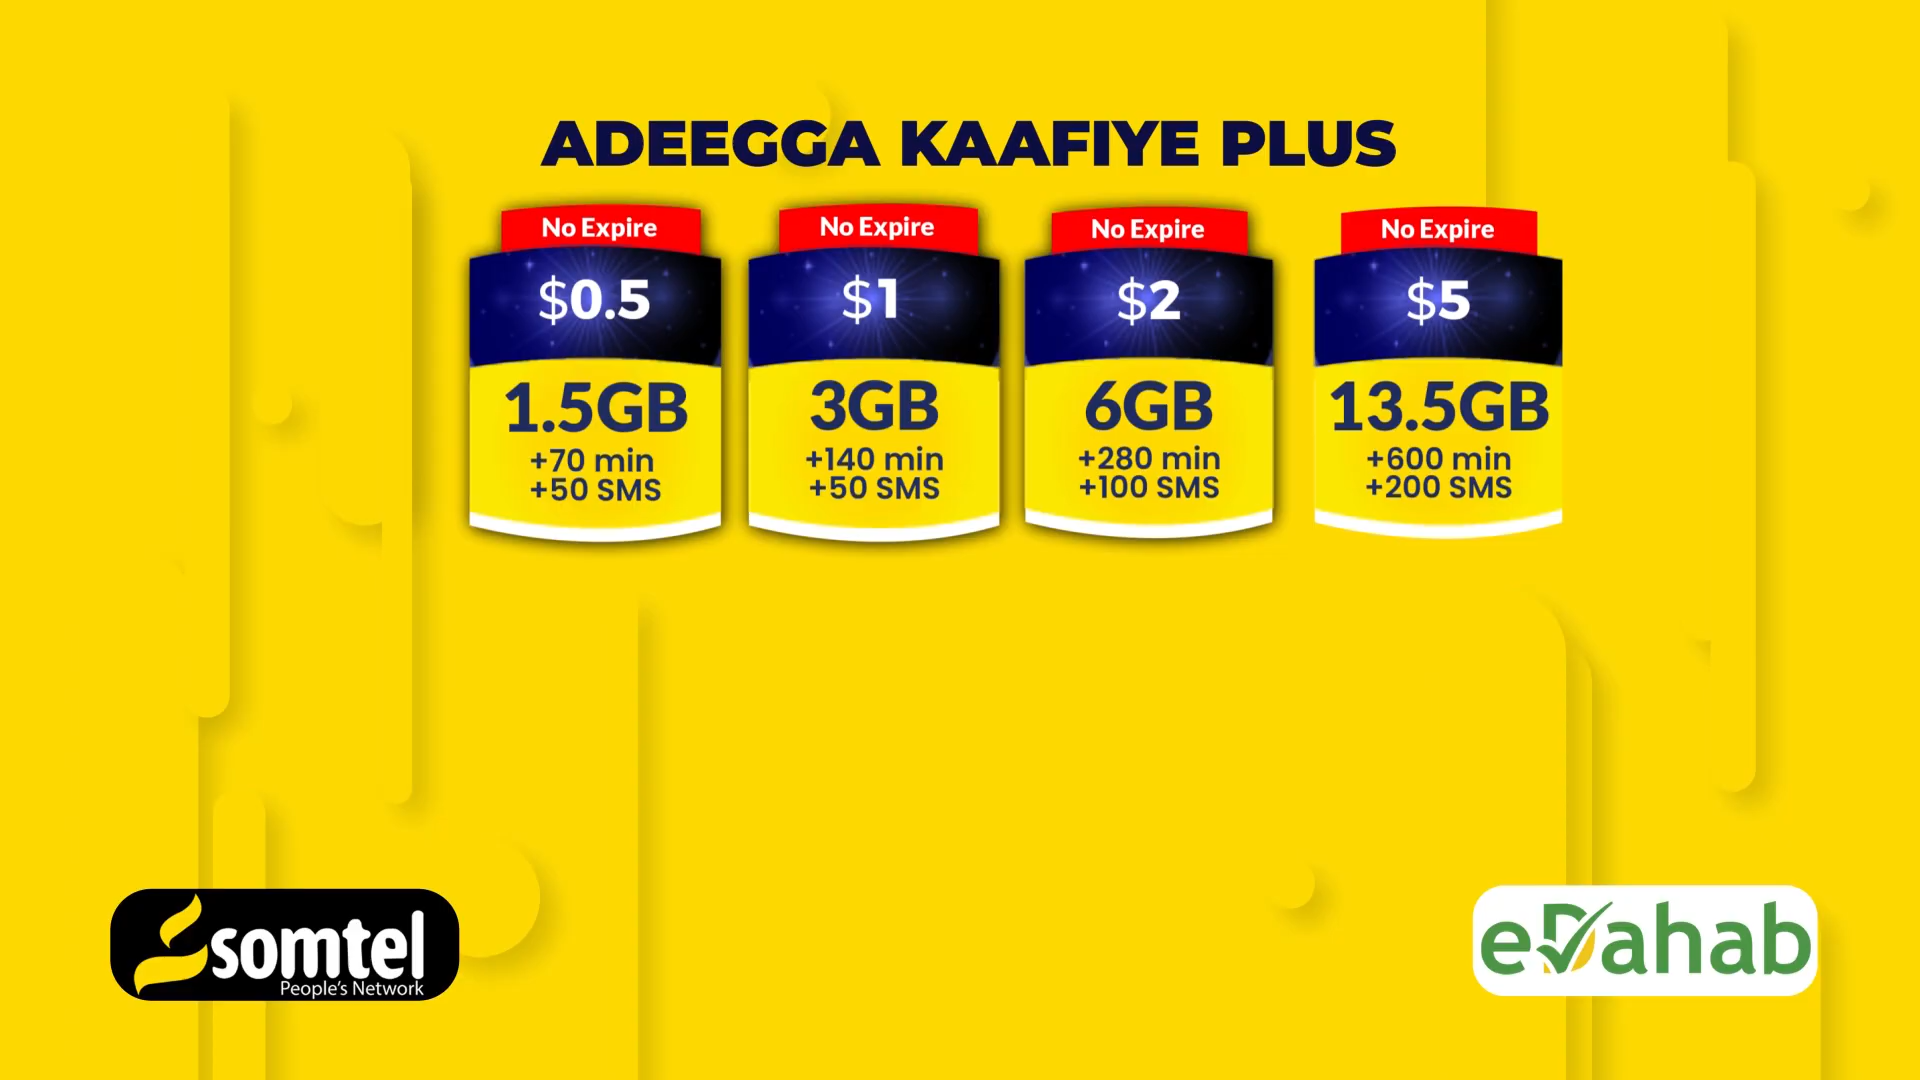 ADEEGGA KAAFIYE PLUS
No Expire
$0.5
1.5GB
+70 min
+50 SMS
No Expire
$1
3GB
+140 min
+50 SMS
No Expire
$2
6GB
+280 min
+100 SMS
No Expire
$5
13.5GB
+600 min
+200 SMS
somtel
People's Network
eDahab